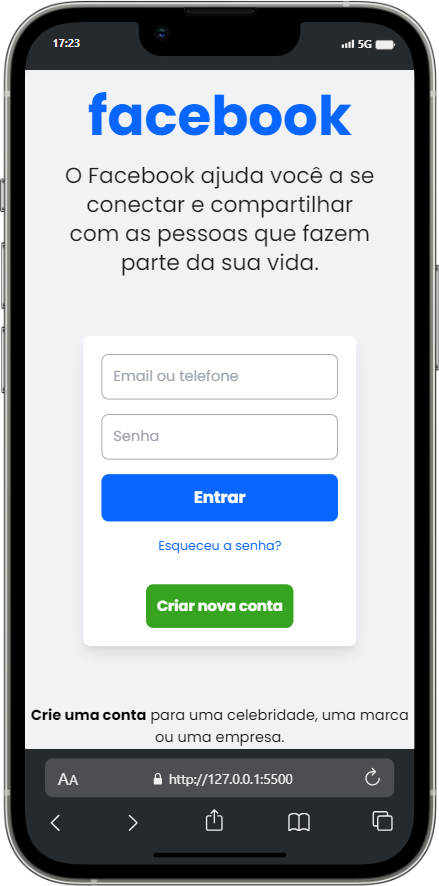 17:23
5G
facebook
O Facebook ajuda você a se
conectar e compartilhar
com as pessoas que fazem
parte da sua vida.
Email ou telefone
Senha
Entrar
Esqueceu a senha?
Criar nova conta
Crie uma conta para uma celebridade, uma marca
ou uma empresa.
AA
http://127.0.0.1:5500